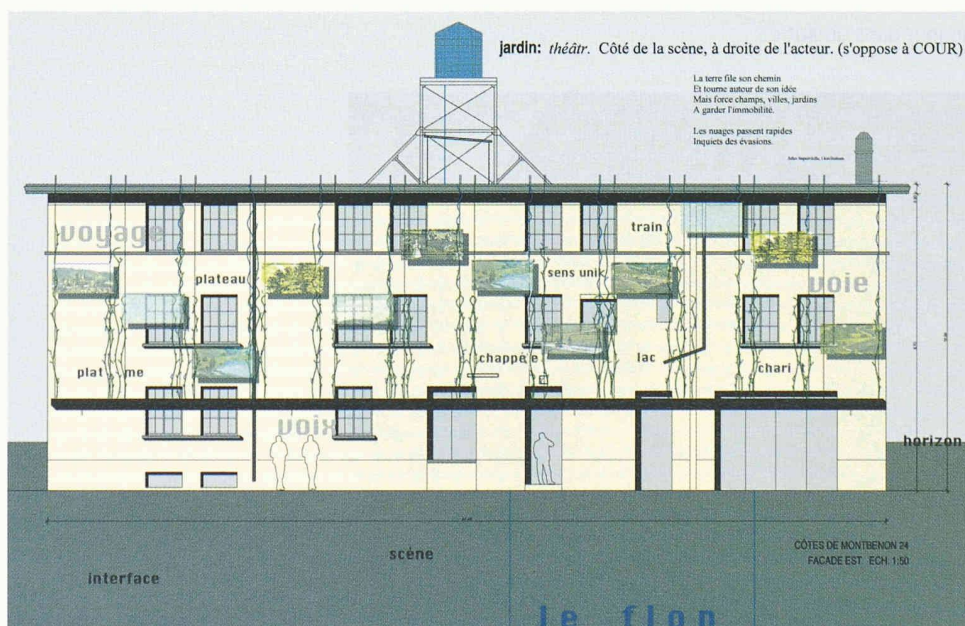 jardin: théâtr. Côté de la scène, à droite de l'acteur. (s'oppose à COUR)
La terre file son chemin
Et tourne autour de son idée
Mais force champs, villes, jardins
A garder l'immobilité.
Les nuages passent rapides
Inquiets des évasions.
voyage
train
plateau
sens unik
voie
plat me
chappé e
lac
chari t
voix
horizon
scéne
interface
CÔTES DE MONTBENON 24
FACADE EST ECH. 1:50
le flon